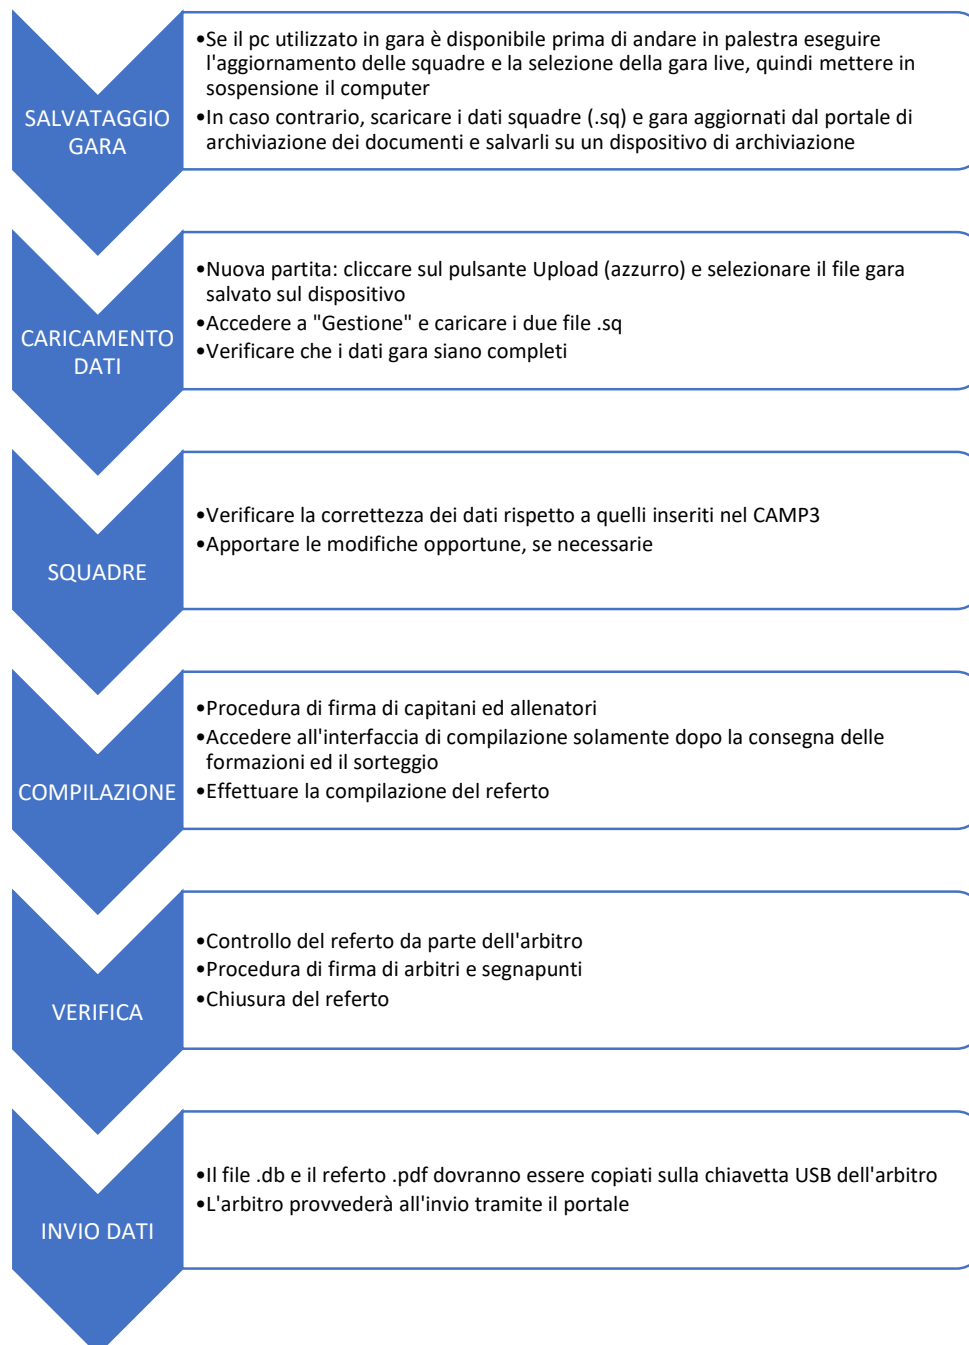 SALVATAGGIO
GARA
•Se il pc utilizzato in gara è disponibile prima di andare in palestra eseguire
l'aggiornamento delle squadre e la selezione della gara live, quindi mettere in
sospensione il computer
•In caso contrario, scaricare i dati squadre (.sq) e gara aggiornati dal portale di
archiviazione dei documenti e salvarli su un dispositivo di archiviazione
CARICAMENTO
DATI
•Nuova partita: cliccare sul pulsante Upload (azzurro) e selezionare il file gara
salvato sul dispositivo
•Accedere a "Gestione" e caricare i due file .sq
•Verificare che i dati gara siano completi
SQUADRE
•Verificare la correttezza dei dati rispetto a quelli inseriti nel CAMP3
•Apportare le modifiche opportune, se necessarie
COMPILAZIONE
•Procedura di firma di capitani ed allenatori
•Accedere all'interfaccia di compilazione solamente dopo la consegna delle
formazioni ed il sorteggio
•Effettuare la compilazione del referto
VERIFICA
•Controllo del referto da parte dell'arbitro
•Procedura di firma di arbitri e segnapunti
•Chiusura del referto
INVIO DATI
•Il file .db e il referto .pdf dovranno essere copiati sulla chiavetta USB dell'arbitro
•L'arbitro provvederà all'invio tramite il portale